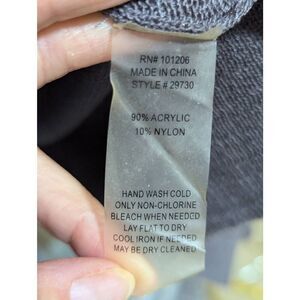 RN# 101206
MADE IN CHINA
STYLE # 29730
90% ACRYLIC
10% NYLON
HAND WASH COLD
ONLY NON-CHLORINE
BLEACH WHEN NEEDED
LAY FLAT TO DRY
COOL IRON IF NEEDED
MAY BE DRY CLEANED